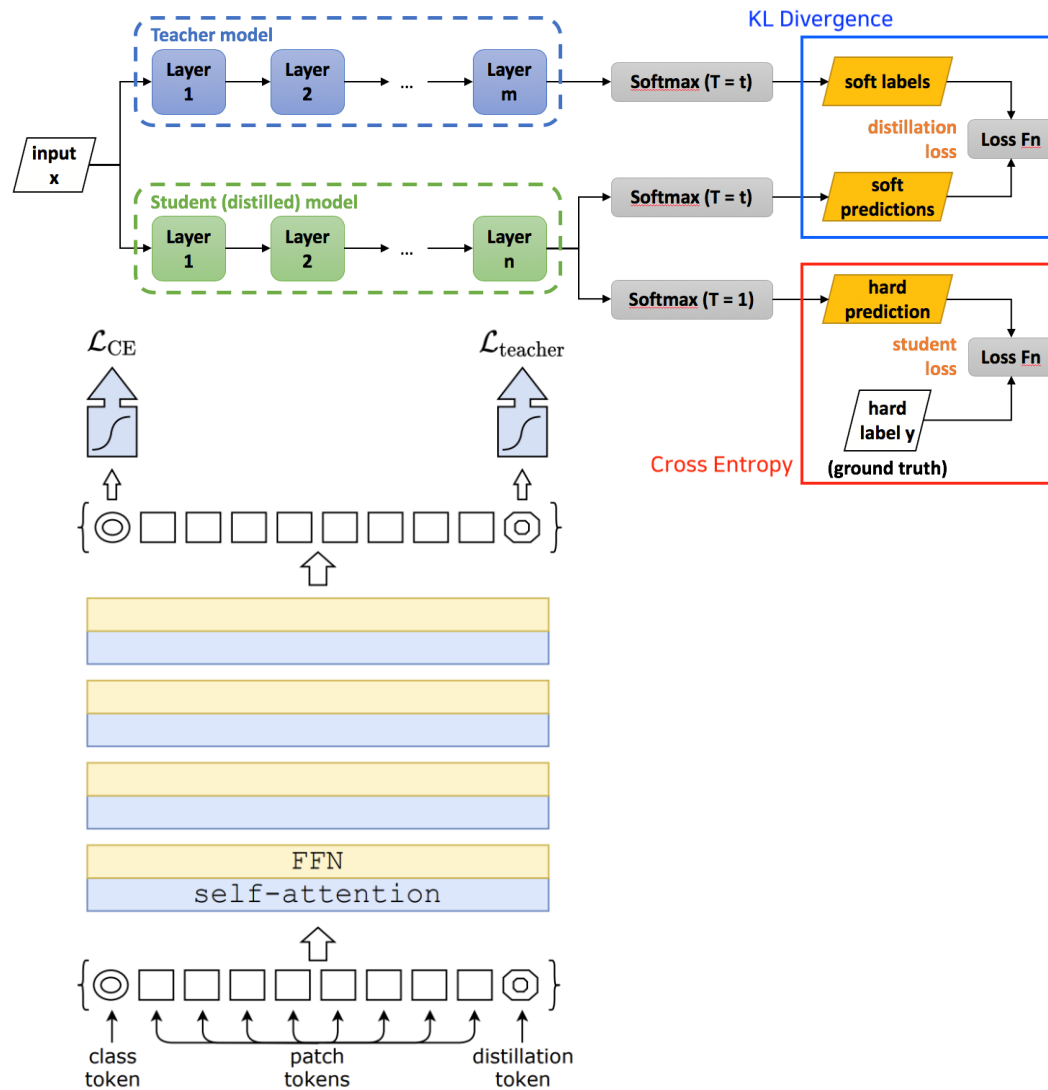 KL Divergence
Teacher model
Layer
1
Layer
2
...
Layer
m
Softmax (T = t)
soft labels
input
x
distillation
loss
Loss Fn
Student (distilled) model
Layer
1
Layer
2
...
Layer
n
Softmax (T = t)
soft
predictions
Softmax (T = 1)
hard
prediction
student
loss
Loss Fn
hard
label y
(ground truth)
Cross Entropy
ℒCE
ℒteacher
FFN
self-attention
class
token
patch
tokens
distillation
token